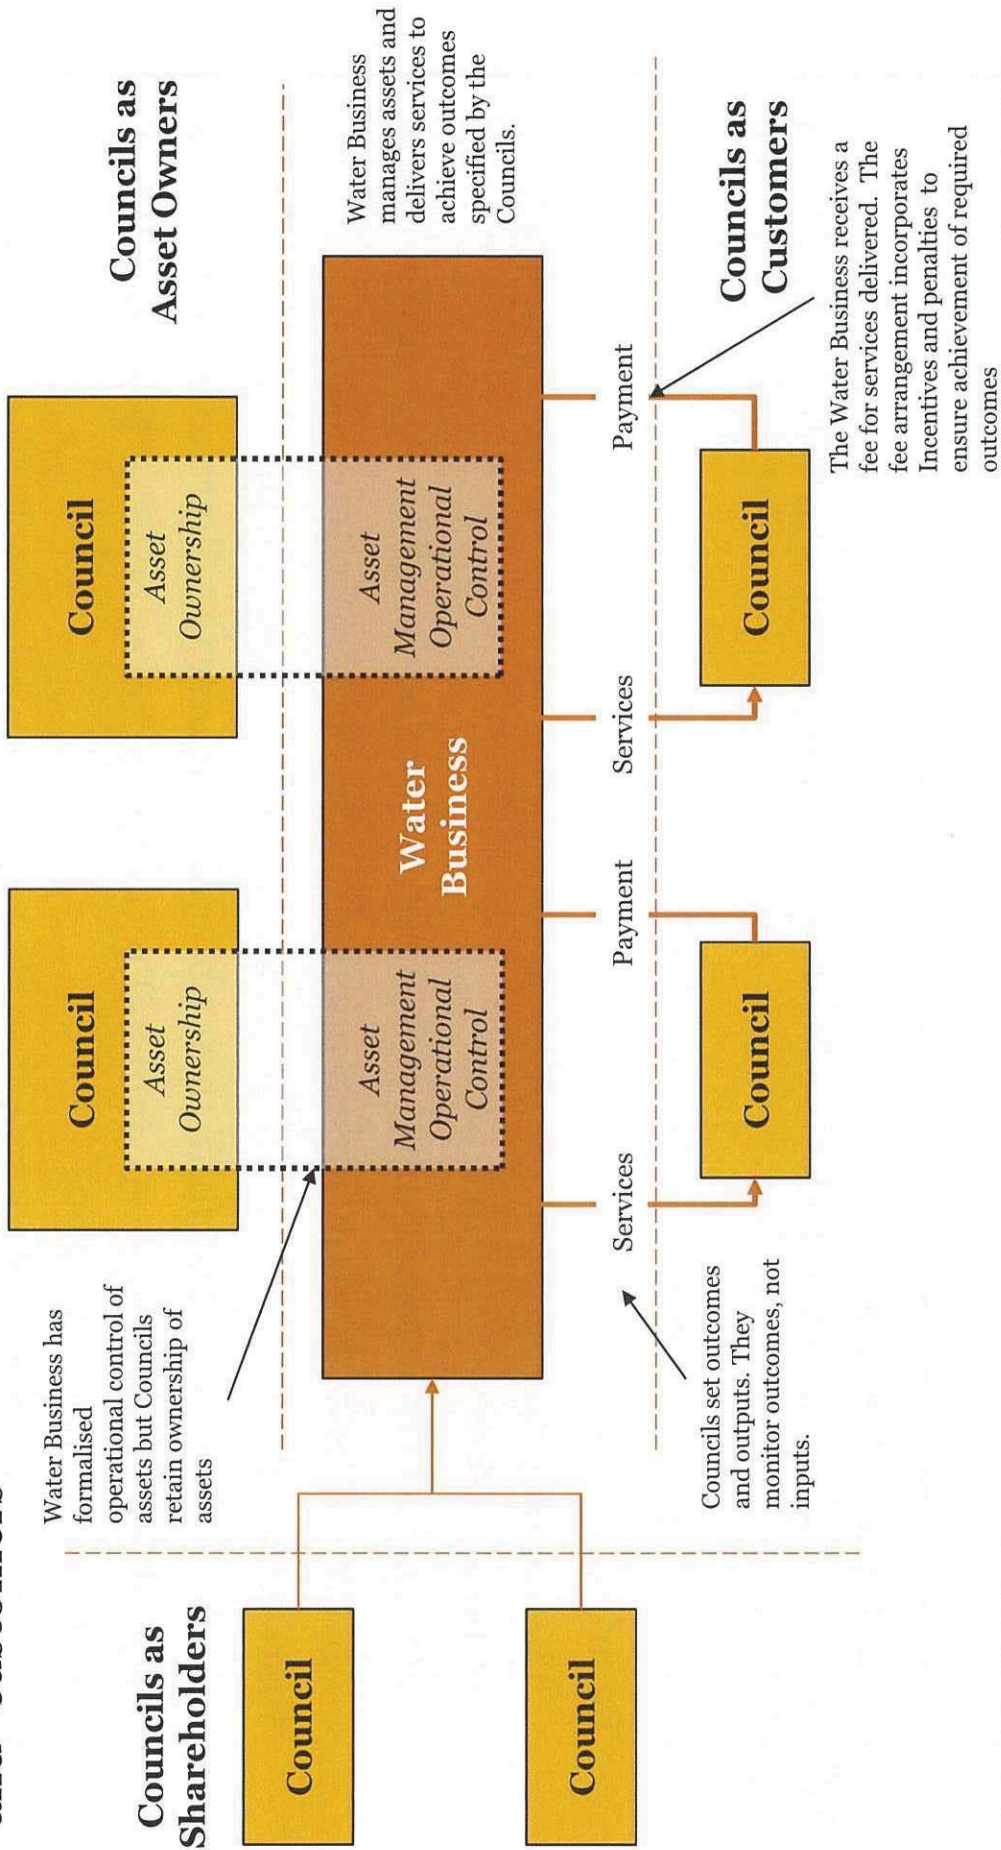 Water Business has
formalised
operational control of
assets but Councils
retain ownership of
assets
Council
Asset
Ownership
Council
Asset
Ownership
Councils as
Asset Owners
Councils as
Shareholders
Council
Council
Asset
Management
Operational
Control
Water
Business
Asset
Management
Operational
Control
Water Business
manages assets and
delivers services to
achieve outcomes
specified by the
Councils.
Services
Payment
Services
Payment
Councils set outcomes
and outputs. They
monitor outcomes, not
inputs.
Council
Council
Councils as
Customers
The Water Business receives a
fee for services delivered. The
fee arrangement incorporates
Incentives and penalties to
ensure achievement of required
outcomes